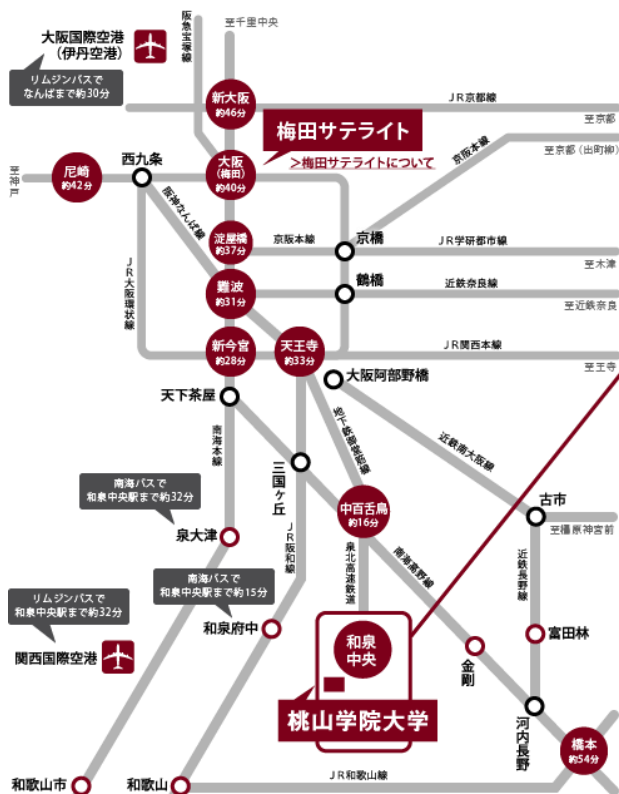 大阪国際空港
(伊丹空港)
リムジンバスで
なんばまで約30分
阪急宝塚線
至千里中央
新大阪
約46分
JR京都線
至京都
梅田サテライト
>梅田サテライトについて
京阪本線
至京都(出町柳)
尼崎
約42分
至神戸
西九条
大阪
(梅田)
約40分
阪神なんば線
淀屋橋
約37分
京阪本線
京橋
JR学研都市線
至木津
難波
約31分
鶴橋
近鉄奈良線
至近鉄奈良
JR大阪環状線
新今宮
約28分
天王寺
約33分
JR関西本線
至王寺
天下茶屋
大阪阿部野橋
地下鉄御堂筋線
近鉄南大阪線
南海本線
三国ヶ丘
南海バスで
和泉中央駅まで約32分
泉大津
中百舌鳥
約16分
古市
至橿原神宮前
JR阪和線
泉北高速鉄道
南海高野線
近鉄長野線
南海バスで
和泉中央駅まで約15分
和泉府中
リムジンバスで
和泉中央駅まで約32分
関西国際空港
和泉
中央
富田林
金剛
桃山学院大学
河内長野
橋本
約54分
和歌山市
和歌山
JR和歌山線